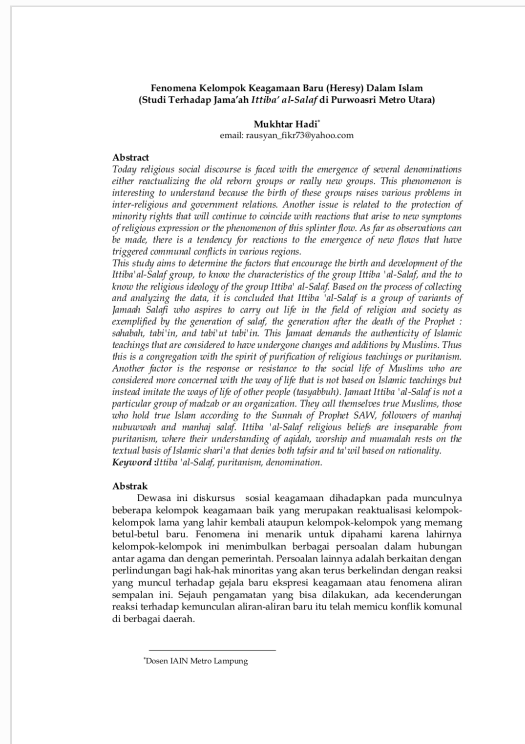 Fenomena Kelompok Keagamaan Baru (Heresy) Dalam Islam
(Studi Terhadap Jama’ah Ittiba’ al-Salaf di Purwoasri Metro Utara)
Mukhtar Hadi*
email: rausyan_fikr73@yahoo.com
Abstract
Today religious social discourse is faced with the emergence of several denominations
either reactualizing the old reborn groups or really new groups. This phenomenon is
interesting to understand because the birth of these groups raises various problems in
inter-religious and government relations. Another issue is related to the protection of
minority rights that will continue to coincide with reactions that arise to new symptoms
of religious expression or the phenomenon of this splinter flow. As far as observations can
be made, there is a tendency for reactions to the emergence of new flows that have
triggered communal conflicts in various regions.
This study aims to determine the factors that encourage the birth and development of the
Ittiba'al-Salaf group, to know the characteristics of the group Ittiba 'al-Salaf, and the to
know the religious ideology of the group Ittiba' al-Salaf. Based on the process of collecting
and analyzing the data, it is concluded that Ittiba 'al-Salaf is a group of variants of
Jamaah Salafi who aspires to carry out life in the field of religion and society as
exemplified by the generation of salaf, the generation after the death of the Prophet :
sahabah, tabi'in, and tabi'ut tabi'in. This Jamaat demands the authenticity of Islamic
teachings that are considered to have undergone changes and additions by Muslims. Thus
this is a congregation with the spirit of purification of religious teachings or puritanism.
Another factor is the response or resistance to the social life of Muslims who are
considered more concerned with the way of life that is not based on Islamic teachings but
instead imitate the ways of life of other people (tasyabbuh). Jamaat Ittiba 'al-Salaf is not a
particular group of madzab or an organization. They call themselves true Muslims, those
who hold true Islam according to the Sunnah of Prophet SAW, followers of manhaj
nubuwwah and manhaj salaf. Ittiba 'al-Salaf religious beliefs are inseparable from
puritanism, where their understanding of aqidah, worship and muamalah rests on the
textual basis of Islamic shari'a that denies both tafsir and ta'wil based on rationality.
Keyword :Ittiba 'al-Salaf, puritanism, denomination.
Abstrak
Dewasa ini diskursus sosial keagamaan dihadapkan pada munculnya
beberapa kelompok keagamaan baik yang merupakan reaktualisasi kelompok-
kelompok lama yang lahir kembali ataupun kelompok-kelompok yang memang
betul-betul baru. Fenomena ini menarik untuk dipahami karena lahirnya
kelompok-kelompok ini menimbulkan berbagai persoalan dalam hubungan
antar agama dan dengan pemerintah. Persoalan lainnya adalah berkaitan dengan
perlindungan bagi hak-hak minoritas yang akan terus berkelindan dengan reaksi
yang muncul terhadap gejala baru ekspresi keagamaan atau fenomena aliran
sempalan ini. Sejauh pengamatan yang bisa dilakukan, ada kecenderungan
reaksi terhadap kemunculan aliran-aliran baru itu telah memicu konflik komunal
di berbagai daerah.
*Dosen IAIN Metro Lampung